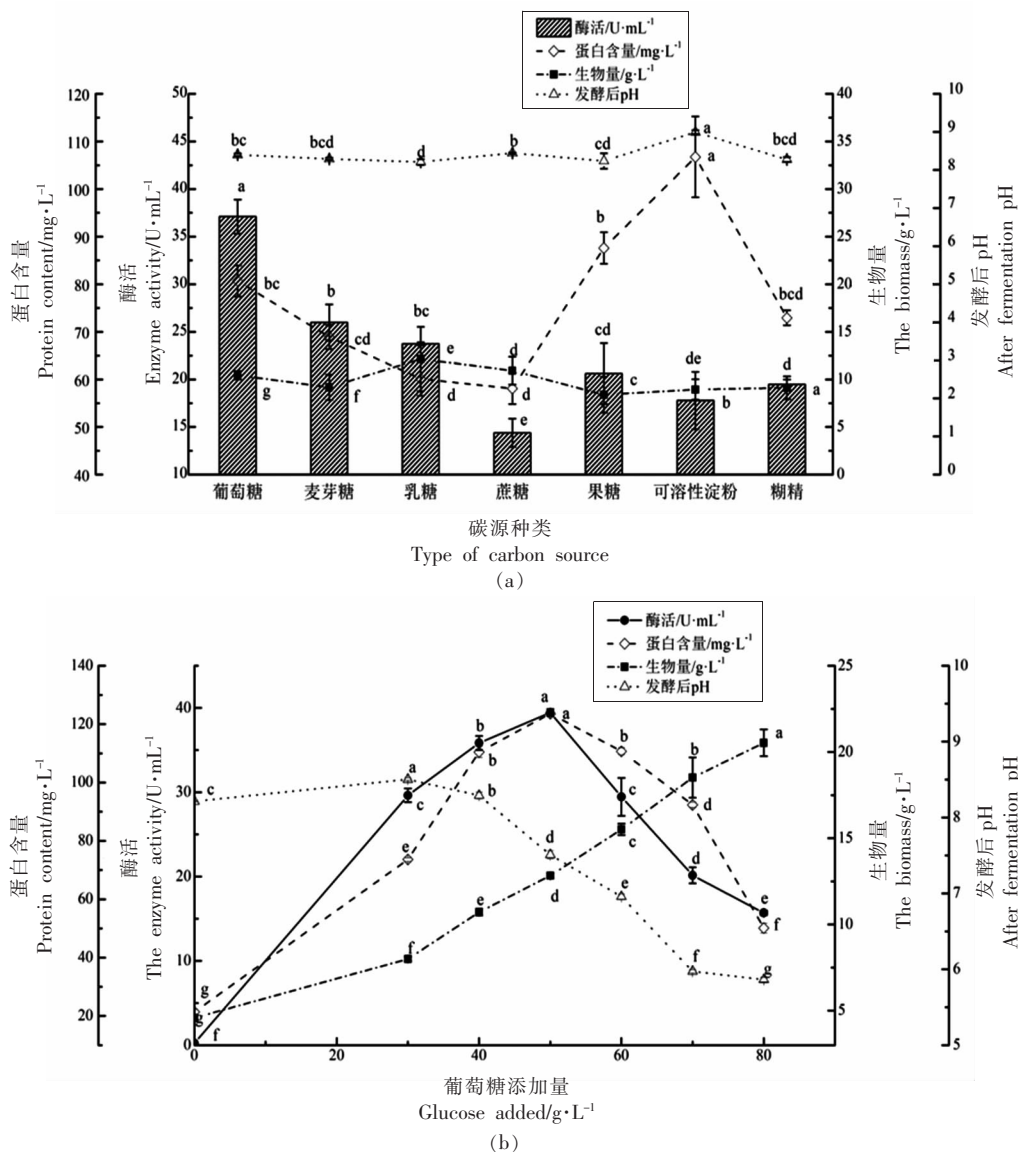 酶活/U·mL⁻¹
蛋白含量/mg·L⁻¹
生物量/g·L⁻¹
发酵后pH
蛋白含量
Protein content/mg·L⁻¹
120
110
100
90
80
70
60
50
40
酶活
Enzyme activity/U·mL⁻¹
50
45
40
35
30
25
20
15
10
bc
bcd
d
b
cd
a
bcd
a
a
b
bc
b
bcd
cd
e
d
cd
c
de
d
a
g
f
d
d
e
b
40
35
30
25
20
15
10
5
0
生物量
The biomass/g·L⁻¹
10
9
8
7
6
5
4
3
2
1
0
发酵后pH
After fermentation pH
葡萄糖 麦芽糖 乳糖 蔗糖 果糖 可溶性淀粉 糊精
碳源种类
Type of carbon source
(a)
酶活/U·mL⁻¹
蛋白含量/mg·L⁻¹
生物量/g·L⁻¹
发酵后pH
蛋白含量
Protein content/mg·L⁻¹
140
120
100
80
60
40
20
酶活
The enzyme activity/U·mL⁻¹
40
30
20
10
0
a
a
b
b
b
a
c
a
b
b
c
c
d
c
d
e
d
e
e
d
e
f
f
f
g
g
g
f
25
20
15
10
5
生物量
The biomass/g·L⁻¹
10
9
8
7
6
5
发酵后pH
After fermentation pH
0 20 40 60 80
葡萄糖添加量
Glucose added/g·L⁻¹
(b)